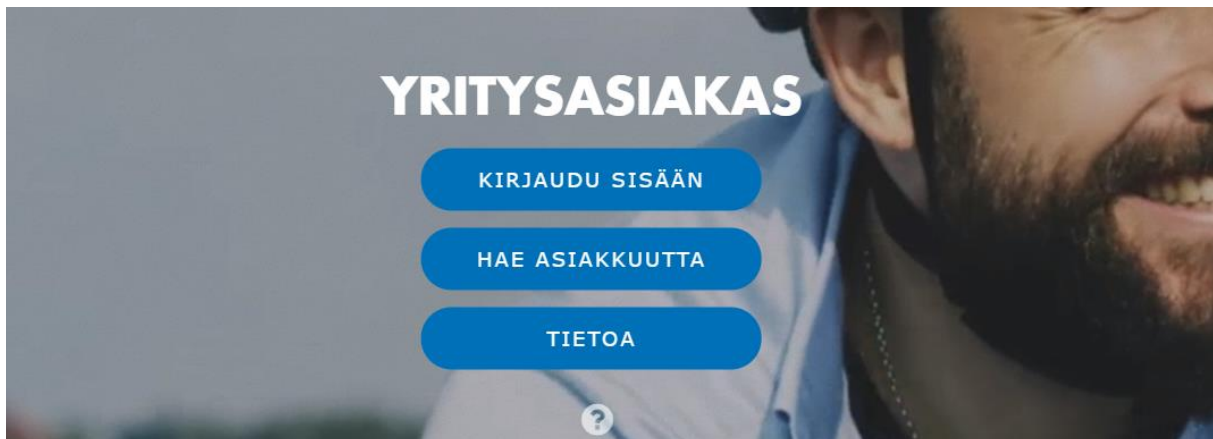 YRITYSASIAKAS
KIRJAUDU SISÄÄN
HAE ASIAKKUUTTA
TIETOA
?